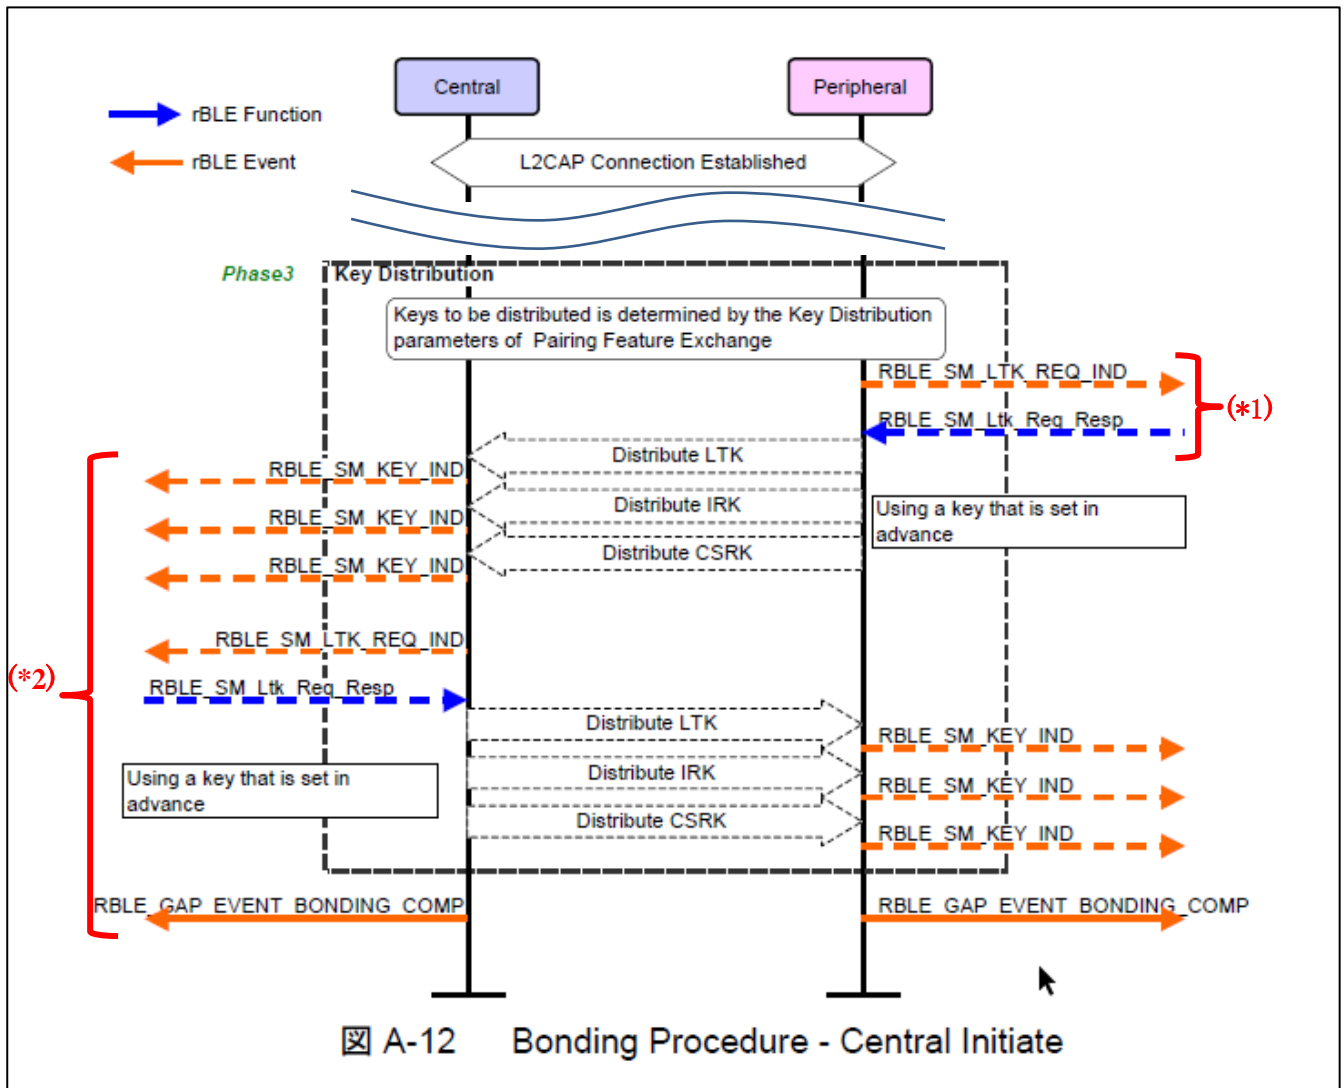 Central
Peripheral
rBLE Function
rBLE Event
L2CAP Connection Established
Phase3
Key Distribution
Keys to be distributed is determined by the Key Distribution
parameters of Pairing Feature Exchange
RBLE_SM_LTK_REQ_IND
(*1)
RBLE_SM_Ltk_Req_Resp
Distribute LTK
RBLE_SM_KEY_IND
Distribute IRK
Using a key that is set in
advance
RBLE_SM_KEY_IND
Distribute CSRK
RBLE_SM_KEY_IND
RBLE_SM_LTK_REQ_IND
(*2)
RBLE_SM_Ltk_Req_Resp
Distribute LTK
RBLE_SM_KEY_IND
Using a key that is set in
advance
Distribute IRK
RBLE_SM_KEY_IND
Distribute CSRK
RBLE_SM_KEY_IND
RBLE_GAP_EVENT_BONDING_COMP
RBLE_GAP_EVENT_BONDING_COMP
図 A-12 Bonding Procedure - Central Initiate